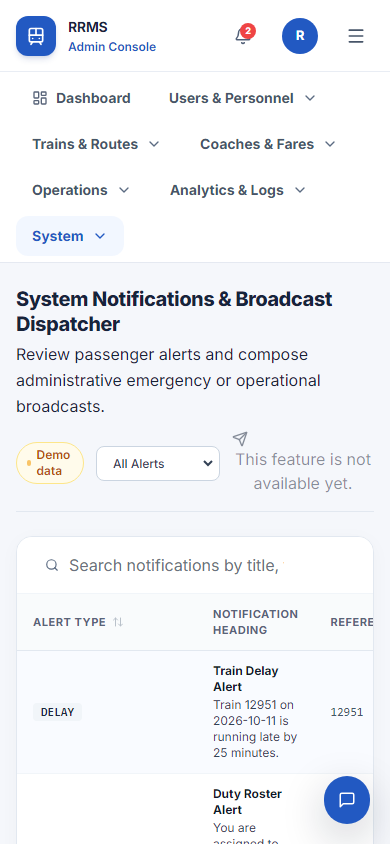 RRMS
Admin Console
2
R
Dashboard
Users & Personnel
Trains & Routes
Coaches & Fares
Operations
Analytics & Logs
System
System Notifications & Broadcast
Dispatcher
Review passenger alerts and compose
administrative emergency or operational
broadcasts.
Demo
data
All Alerts
This feature is not
available yet.
Search notifications by title,
ALERT TYPE
NOTIFICATION
HEADING
REFERE
DELAY
Train Delay
Alert
Train 12951 on
2026-10-11 is
running late by
25 minutes.
12951
Duty Roster
Alert
You are
assigned to